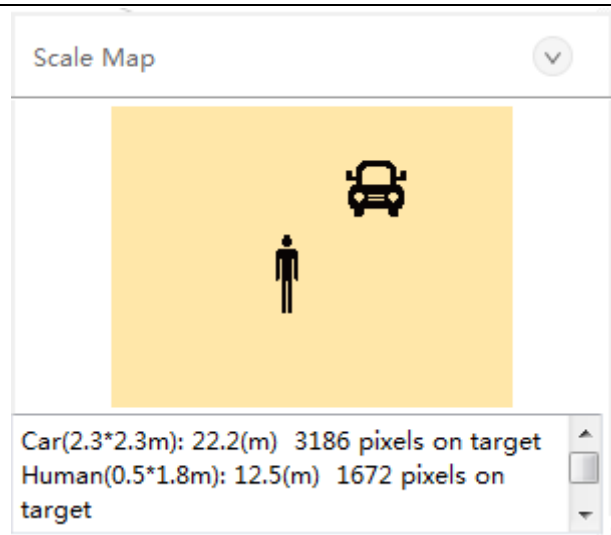 Scale Map
Car(2.3*2.3m): 22.2(m)  3186 pixels on target
Human(0.5*1.8m): 12.5(m)  1672 pixels on
target